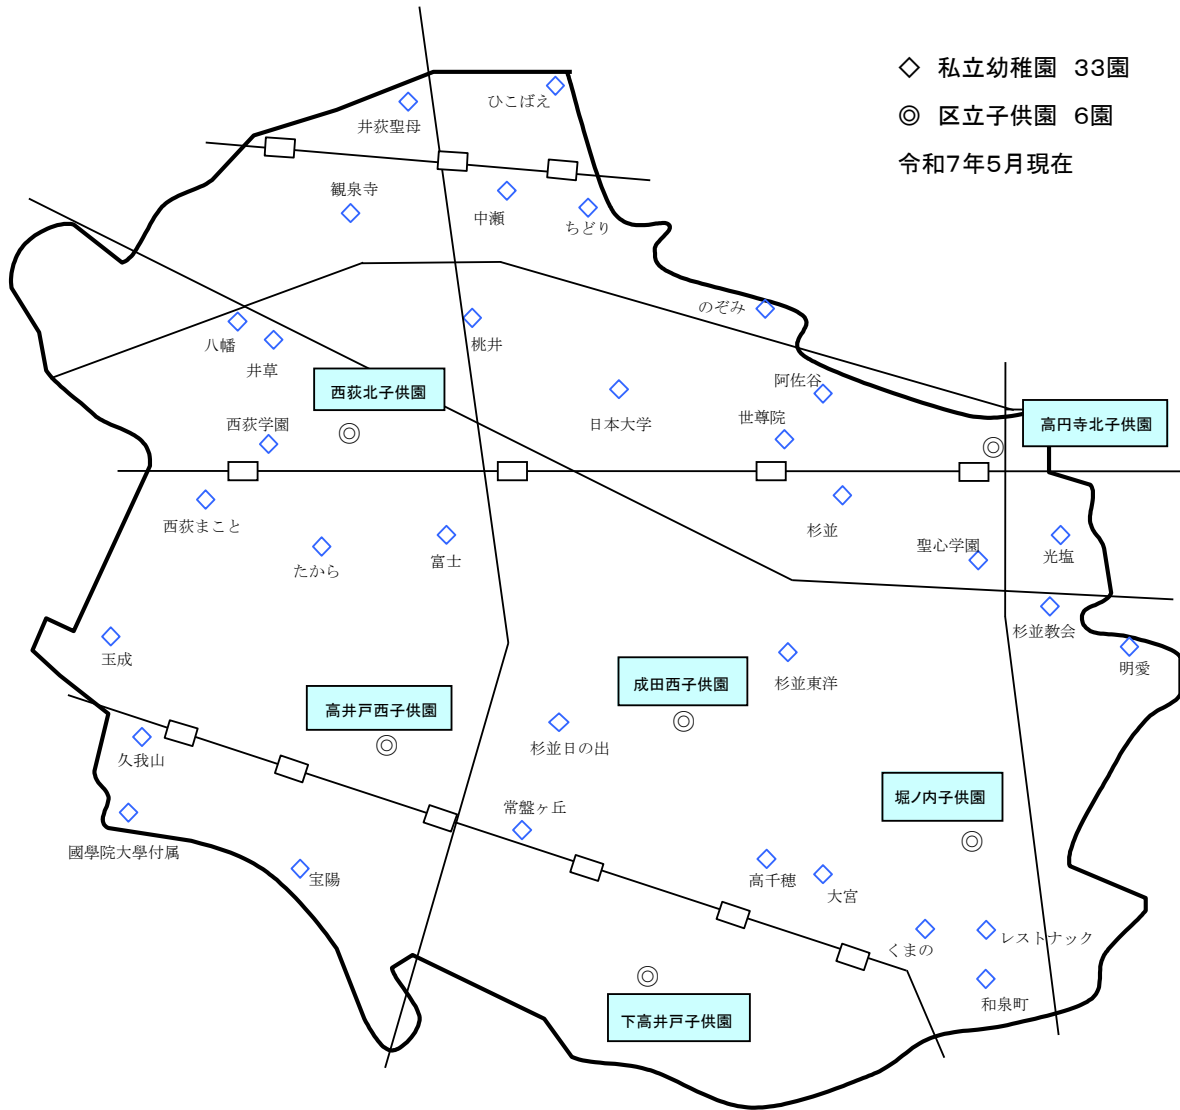 ◇ 私立幼稚園 33園
◎ 区立子供園 6園
令和7年5月現在
ひこばえ
井荻聖母
観泉寺
中瀬
ちどり
のぞみ
八幡
井草
桃井
西荻北子供園
阿佐谷
西荻学園
日本大学
世尊院
高円寺北子供園
西荻まこと
たから
富士
杉並
聖心学園
光塩
杉並教会
明愛
玉成
高井戸西子供園
成田西子供園
杉並東洋
久我山
杉並日の出
堀ノ内子供園
常盤ヶ丘
國學院大學付属
宝陽
高千穂
大宮
くまの
レストナック
和泉町
下高井戸子供園